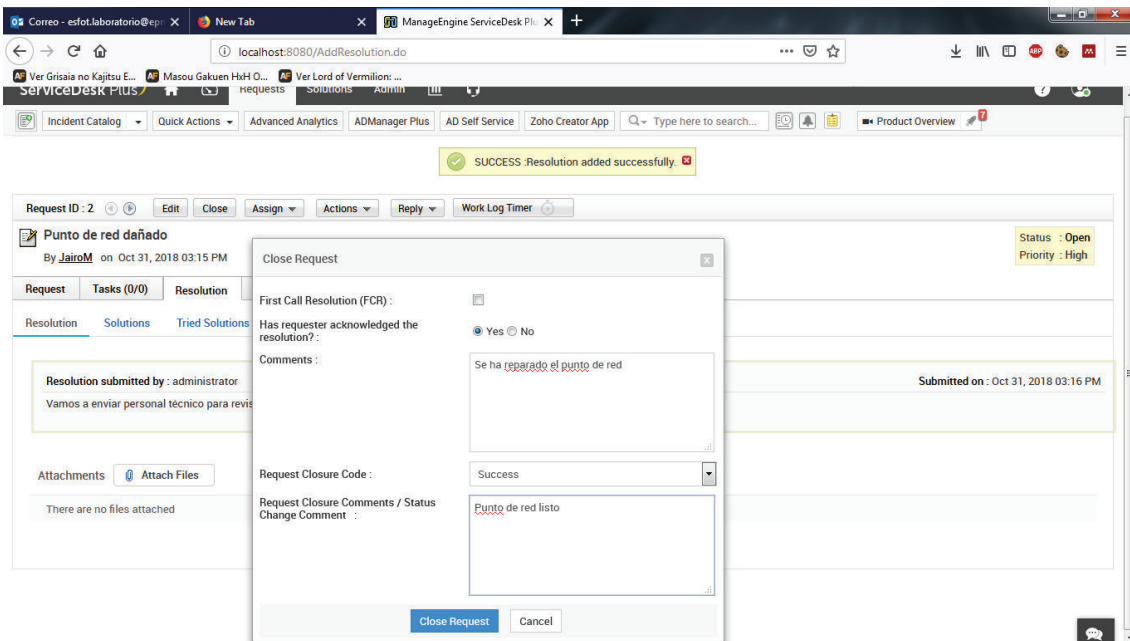 Correo - esfot.laboratorio@epn
New Tab
ManageEngine ServiceDesk Plu
localhost:8080/AddResolution.do
Ver Grisaia no Kajitsu E...
Masou Gakuen HxH O...
Ver Lord of Vermilion: ...
ServiceDesk Plus
Requests
Solutions
Admin
Incident Catalog
Quick Actions
Advanced Analytics
ADManager Plus
AD Self Service
Zoho Creator App
Type here to search...
Product Overview
7
SUCCESS :Resolution added successfully.
Request ID : 2
Edit
Close
Assign
Actions
Reply
Work Log Timer
Punto de red dañado
By JairoM on Oct 31, 2018 03:15 PM
Status : Open
Priority : High
Request
Tasks (0/0)
Resolution
Resolution
Solutions
Tried Solutions
Resolution submitted by : administrator
Submitted on : Oct 31, 2018 03:16 PM
Vamos a enviar personal técnico para revis
Attachments
Attach Files
There are no files attached
Close Request
First Call Resolution (FCR) :
Has requester acknowledged the
resolution? :
Yes
No
Comments :
Se ha reparado el punto de red
Request Closure Code :
Success
Request Closure Comments / Status
Change Comment :
Punto de red listo
Close Request
Cancel